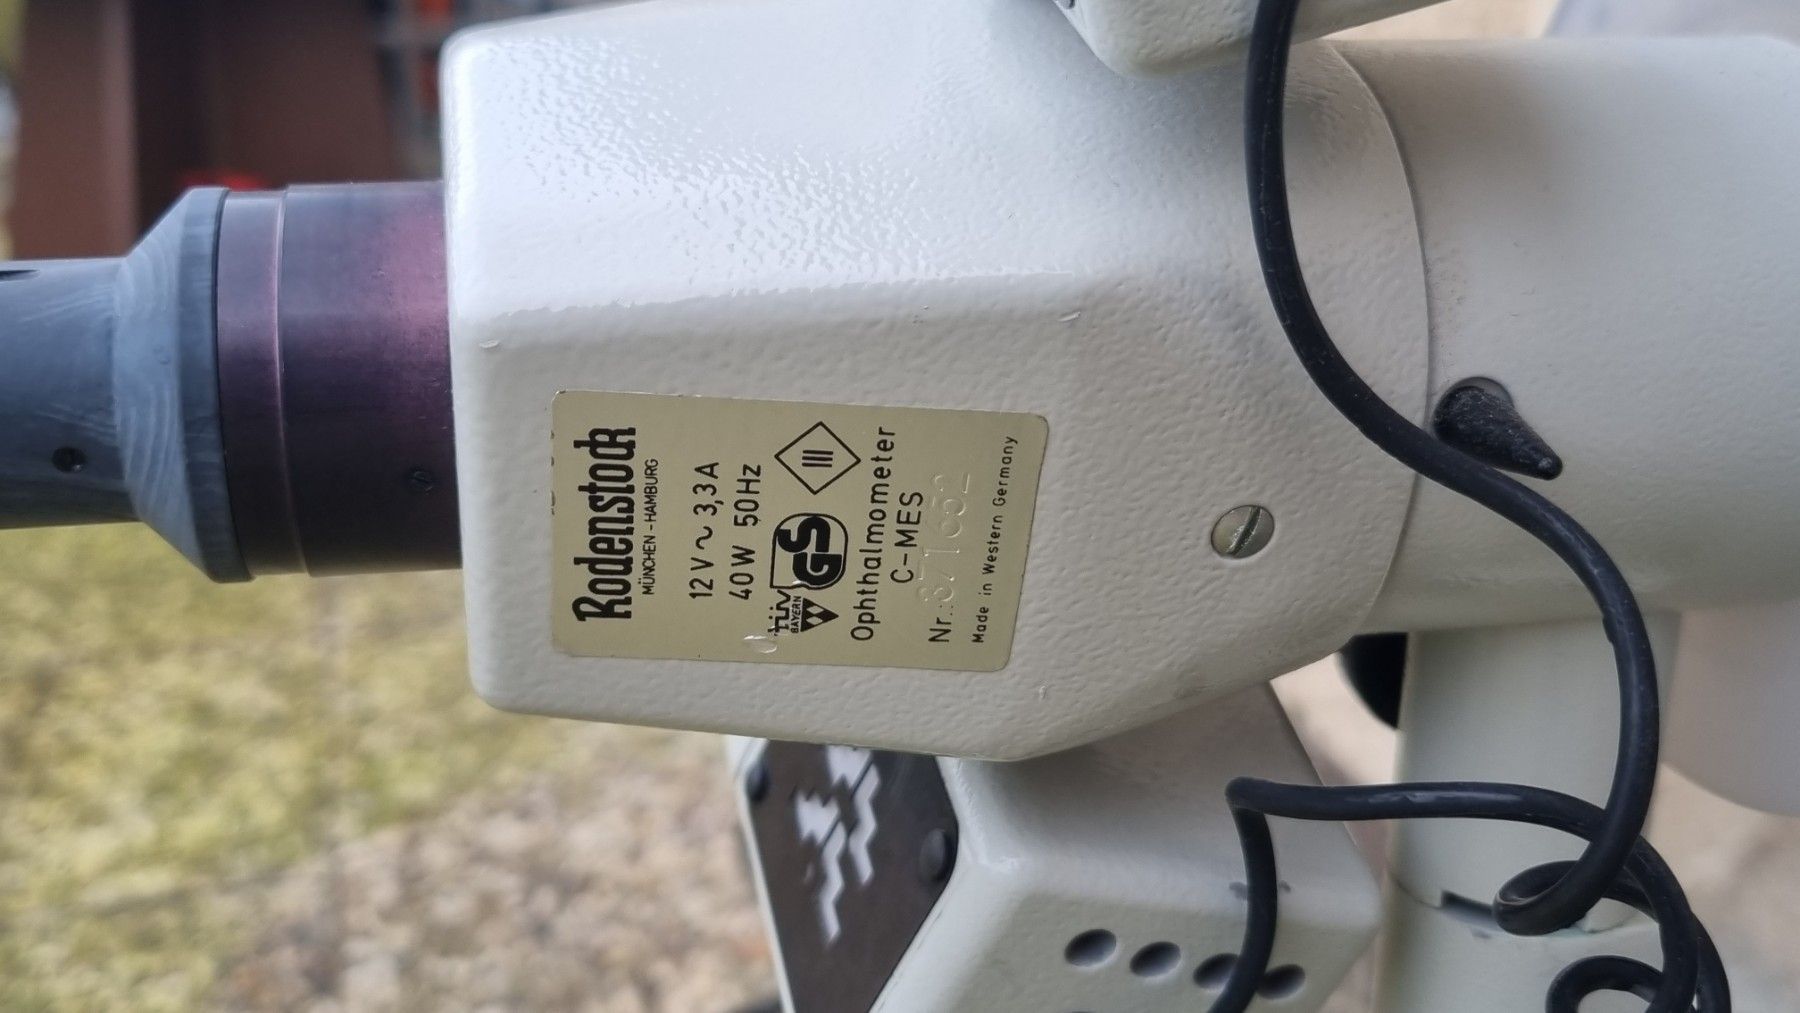 Rodenstock
MÜNCHEN - HAMBURG
12 V ~ 3,3 A
40 W 50 Hz
TÜV
BAYERN
GS
Ophthalmometer
C-MES
Nr.: 871652
Made in Western Germany